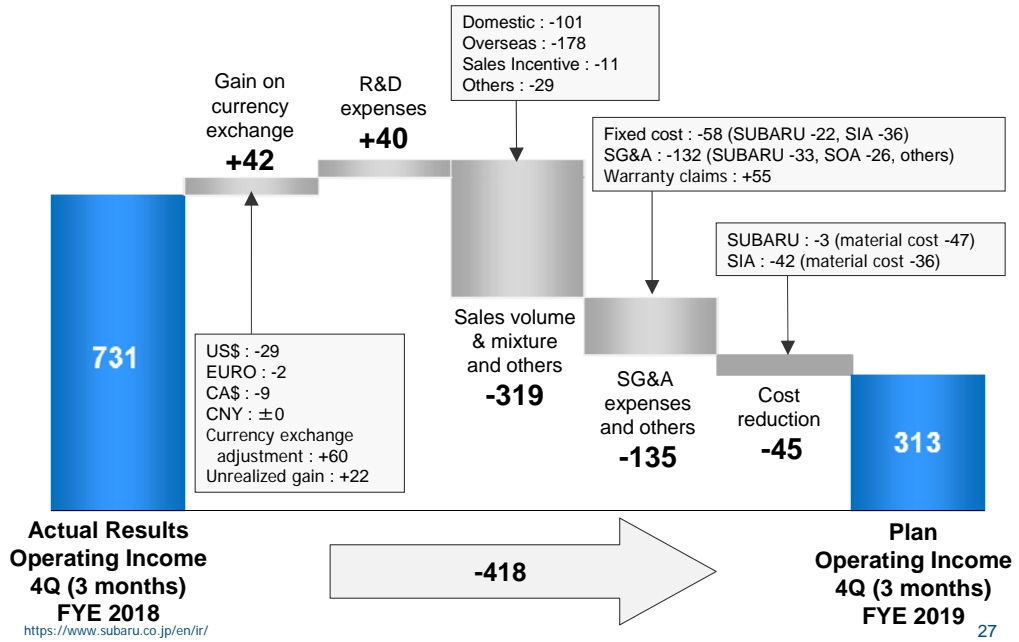 Domestic : -101
Overseas : -178
Sales Incentive : -11
Others : -29
Gain on
currency
exchange
+42
R&D
expenses
+40
Fixed cost : -58 (SUBARU -22, SIA -36)
SG&A : -132 (SUBARU -33, SOA -26, others)
Warranty claims : +55
SUBARU : -3 (material cost -47)
SIA : -42 (material cost -36)
731
US$ : -29
EURO : -2
CA$ : -9
CNY : ±0
Currency exchange
adjustment : +60
Unrealized gain : +22
Sales volume
& mixture
and others
-319
SG&A
expenses
and others
-135
Cost
reduction
-45
313
Actual Results
Operating Income
4Q (3 months)
FYE 2018
-418
Plan
Operating Income
4Q (3 months)
FYE 2019
https://www.subaru.co.jp/en/ir/
27